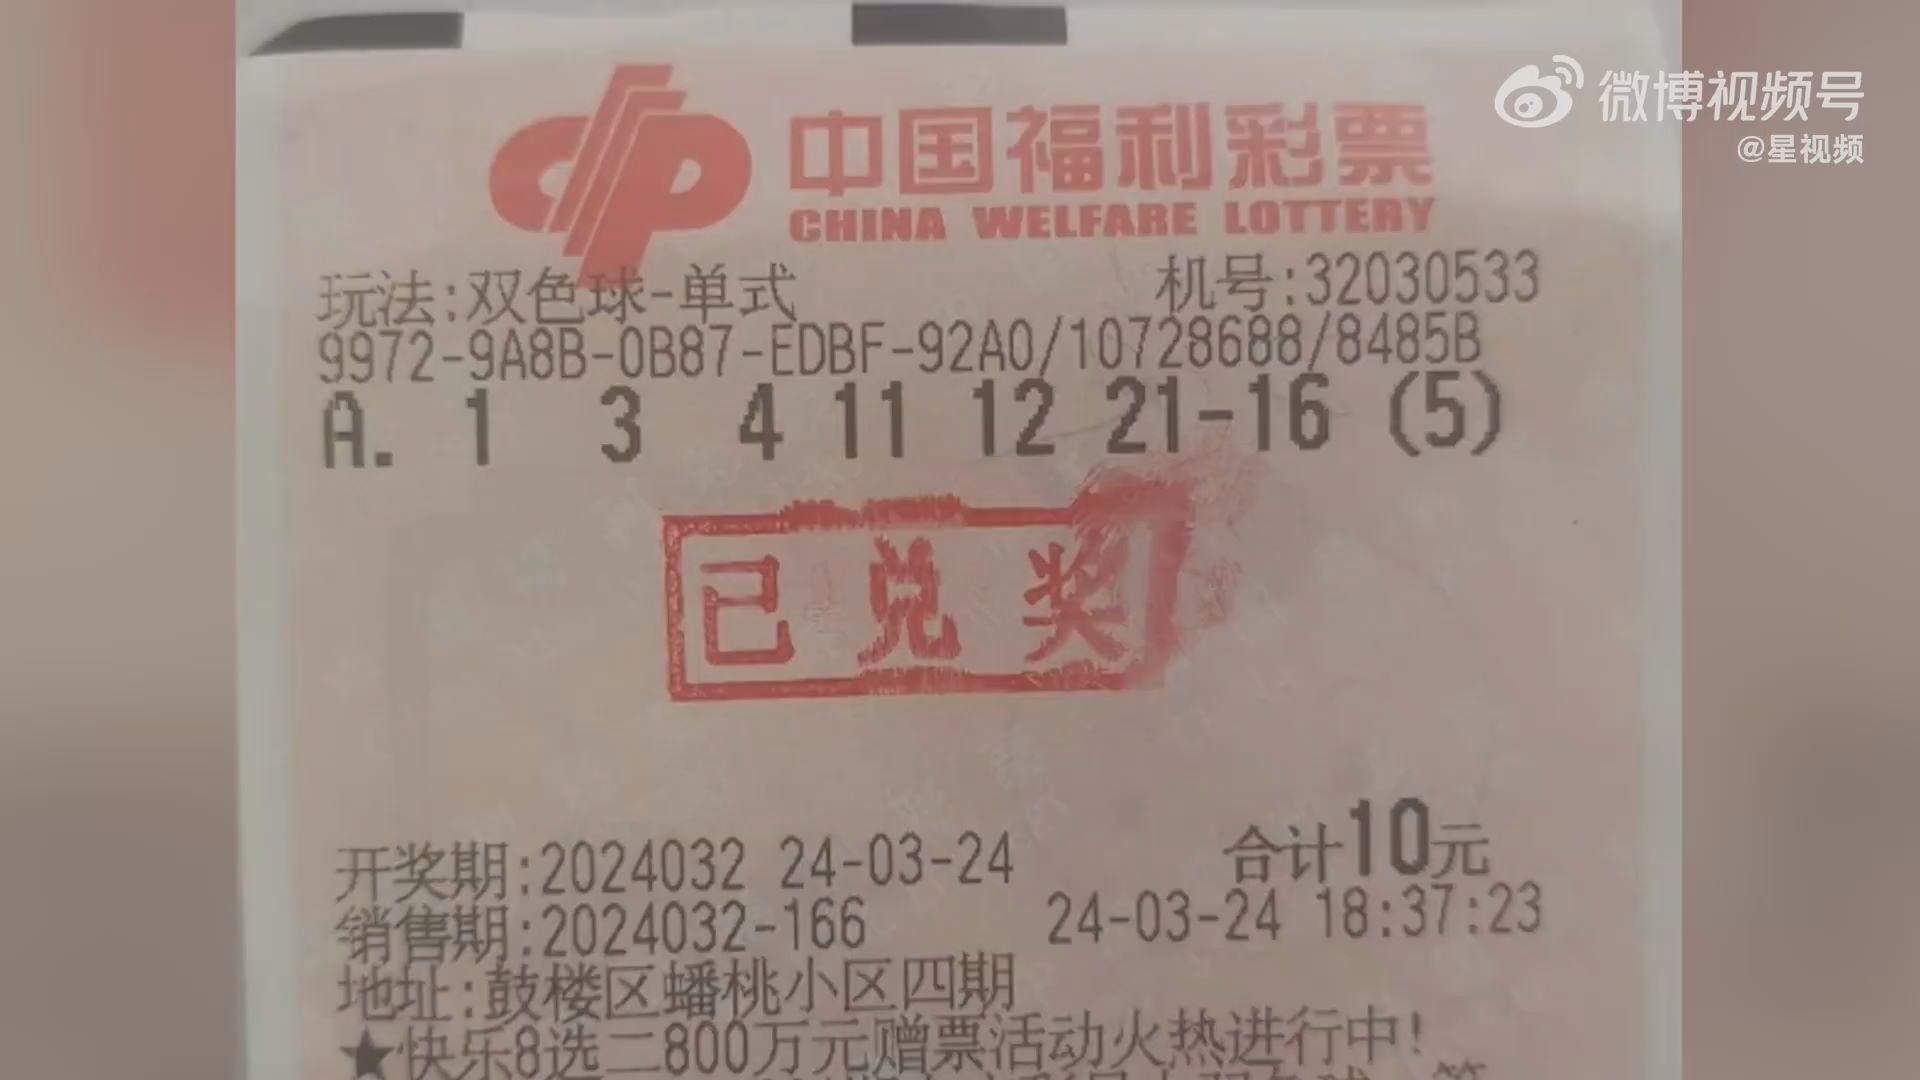 微博视频号
@星视频
中国福利彩票
CHINA WELFARE LOTTERY
玩法:双色球-单式 机号:32030533
9972-9A8B-0B87-EDBF-92A0/10728688/8485B
A. 1 3 4 11 12 21-16 (5)
已兑奖
开奖期:2024032 24-03-24 合计10元
销售期:2024032-166 24-03-24 18:37:23
地址:鼓楼区蟠桃小区四期
★快乐8选二800万元赠票活动火热进行中!